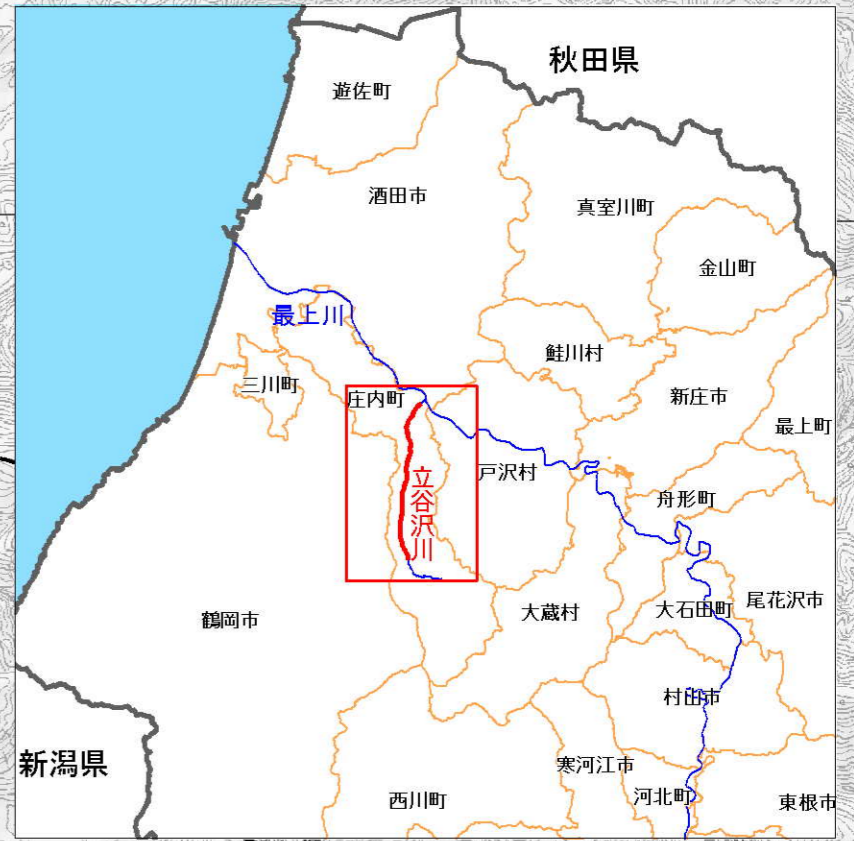 秋田県
遊佐町
酒田市
真室川町
金山町
最上川
鮭川村
三川町
庄内町
新庄市
最上町
戸沢村
立谷沢川
舟形町
鶴岡市
大蔵村
大石田町
尾花沢市
村山市
新潟県
寒河江市
西川町
河北町
東根市